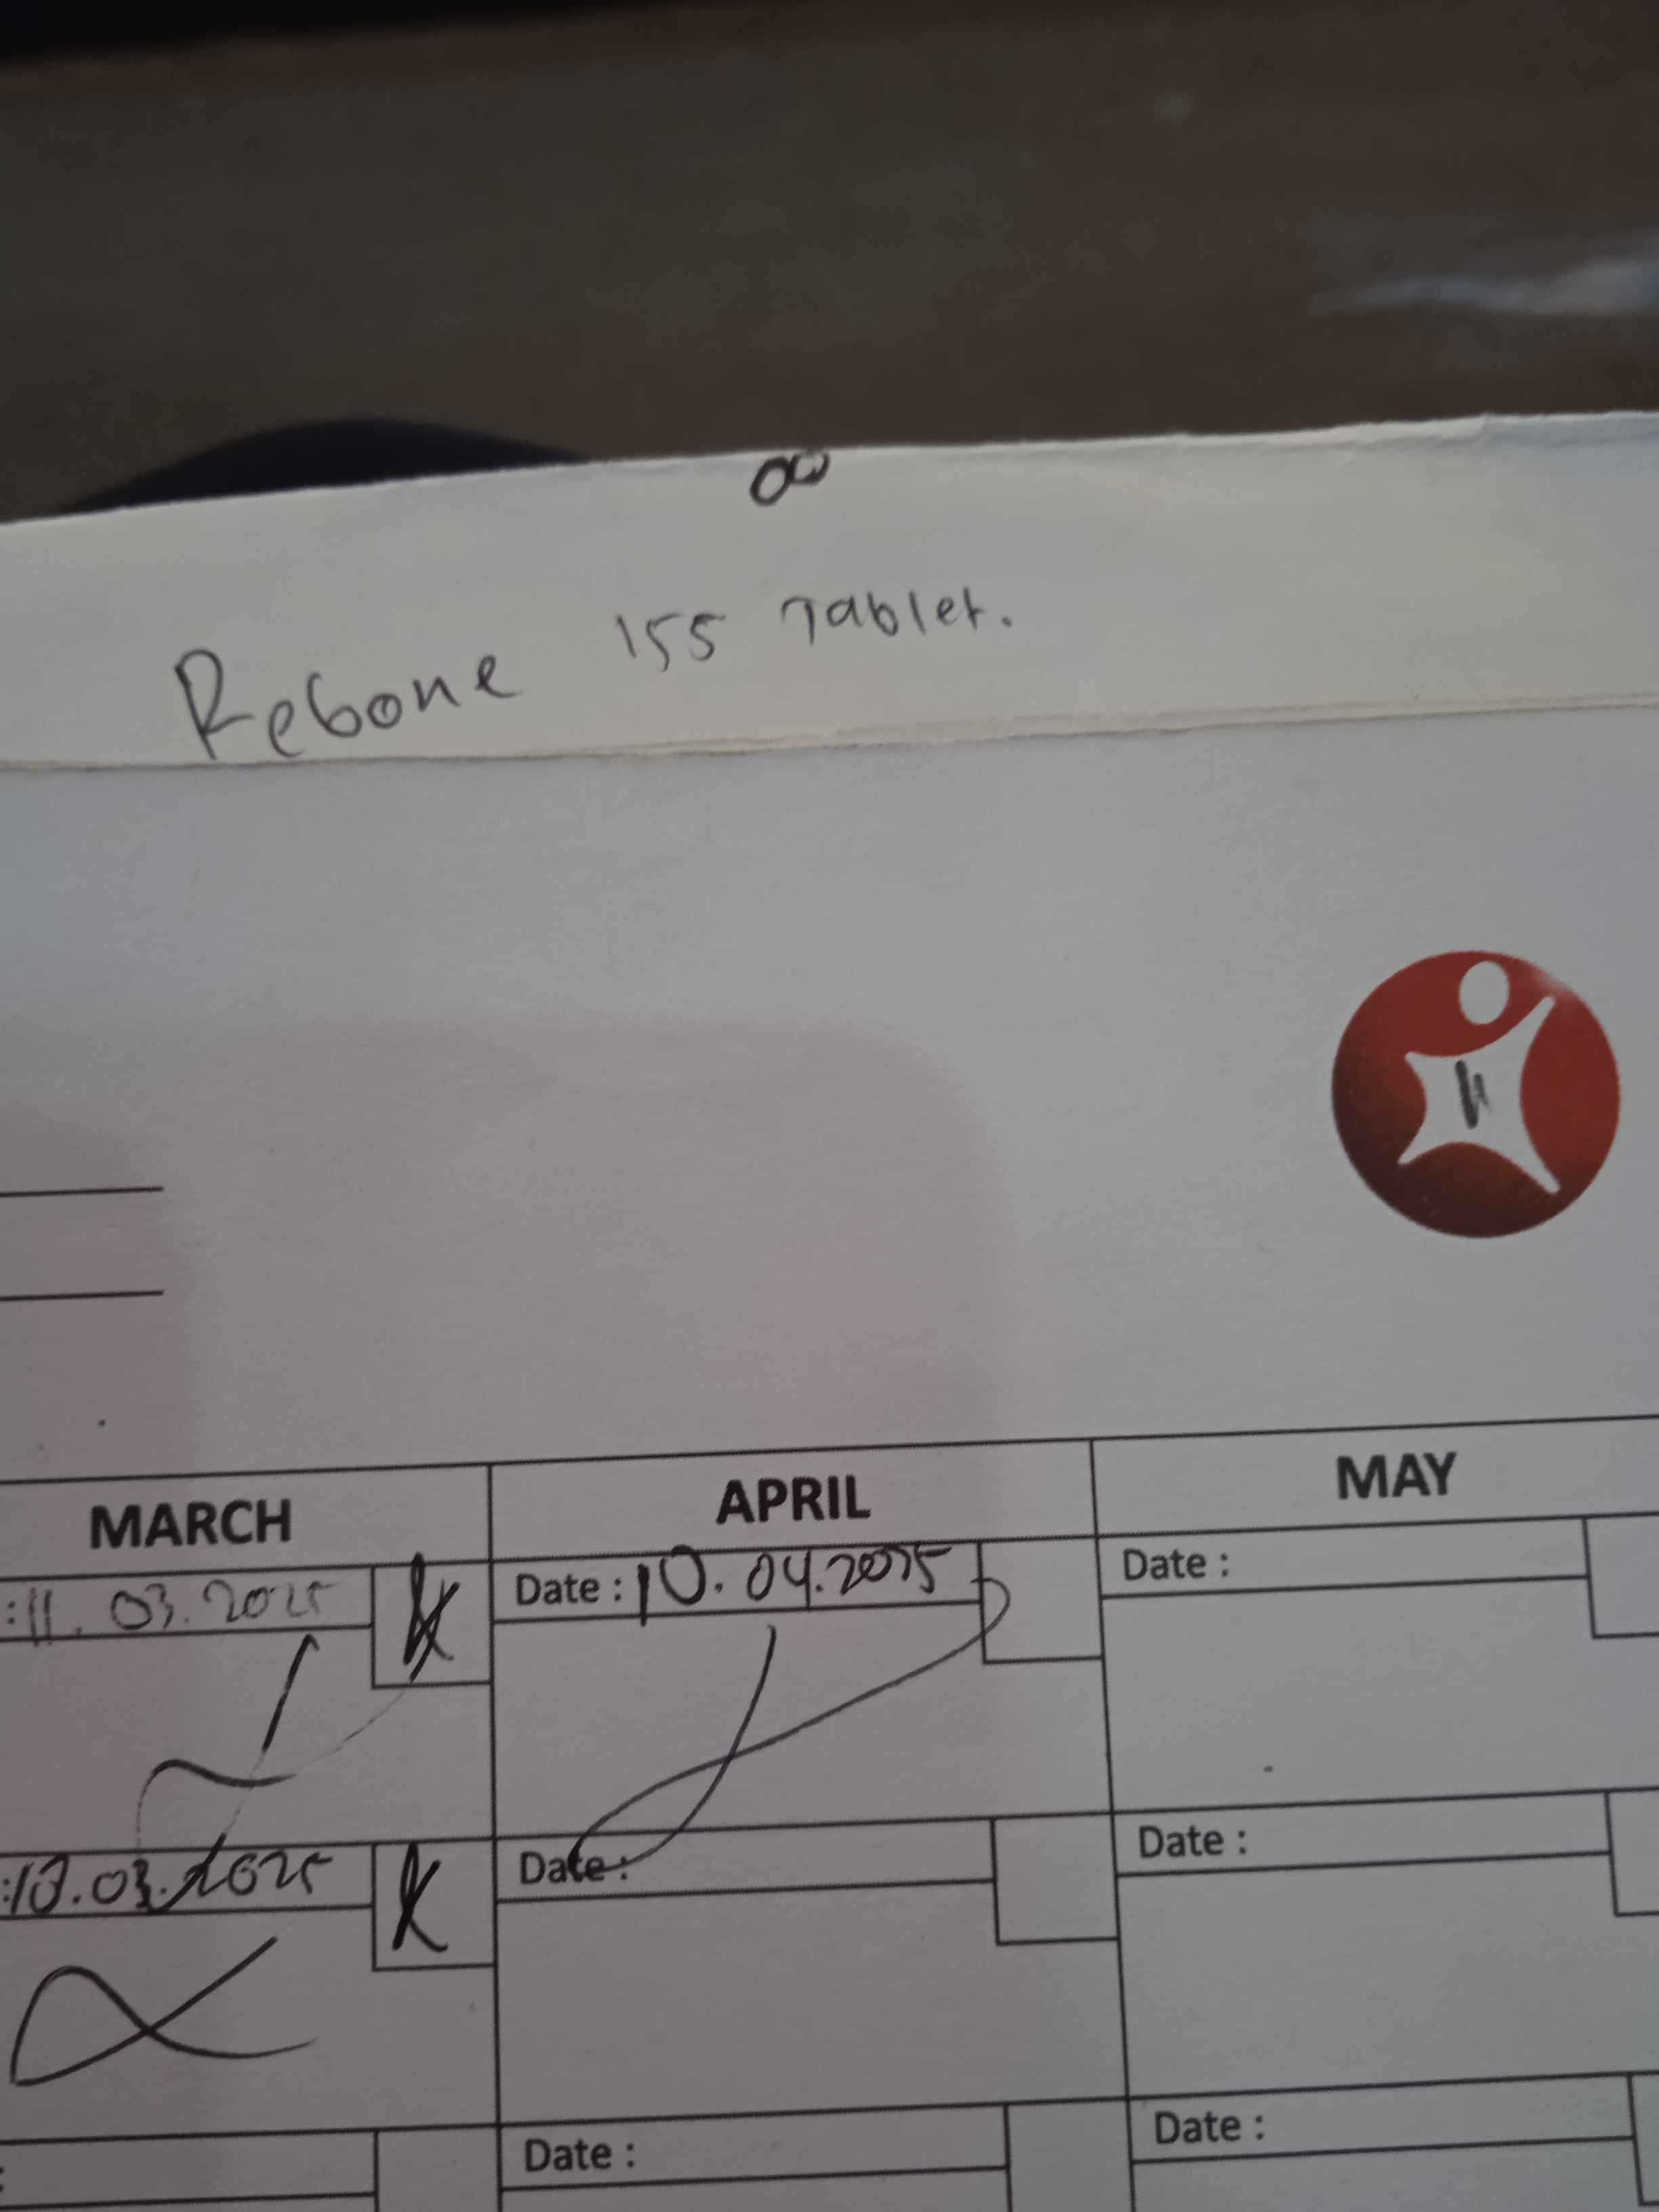 Rebone 155 Tablet.
MARCH APRIL MAY
:11.03.2025 Date : 10.04.2025 Date :
:13.03.2025 Date : Date :
: Date : Date :